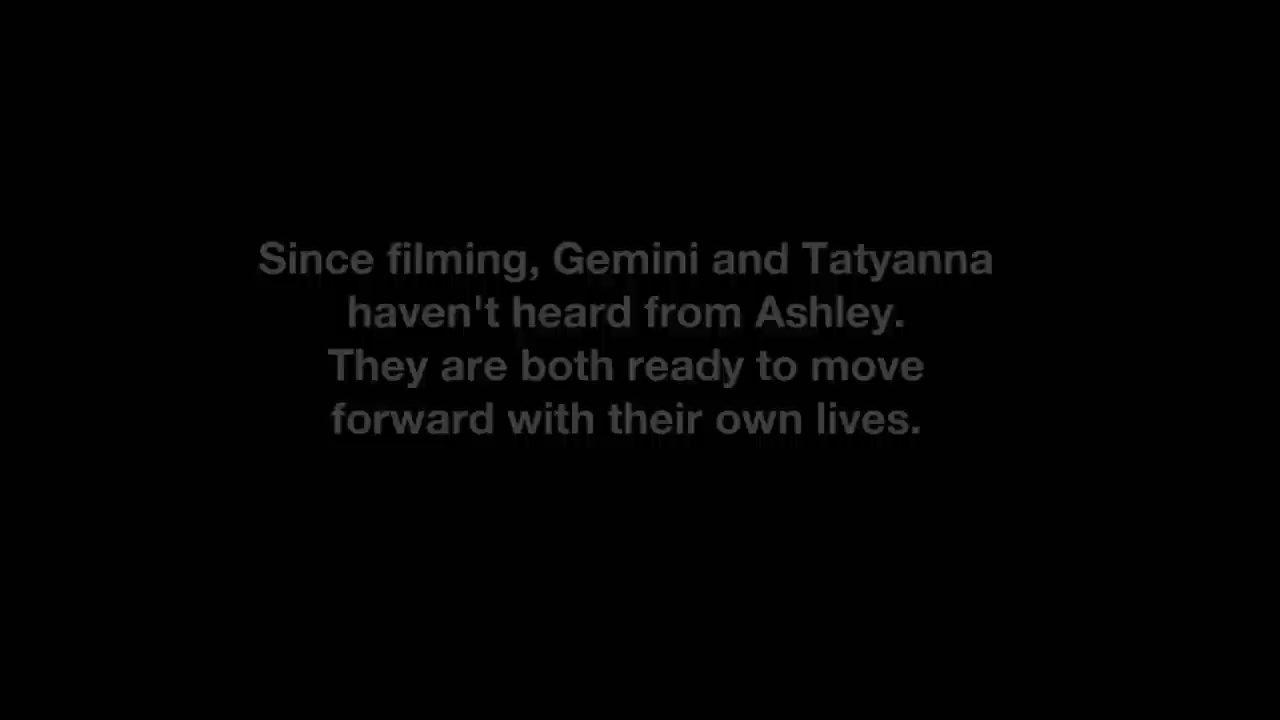 Since filming, Gemini and Tatyanna
haven't heard from Ashley.
They are both ready to move
forward with their own lives.